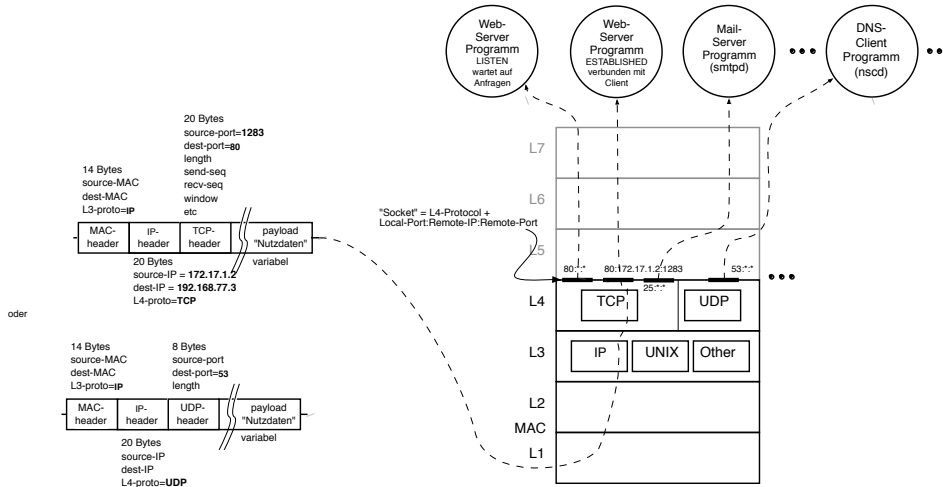 Web-
Server
Programm
LISTEN
wartet auf
Anfragen
Web-
Server
Programm
ESTABLISHED
verbunden mit
Client
Mail-
Server
Programm
(smtpd)
DNS-
Client
Programm
(nscd)
20 Bytes
source-port=1283
dest-port=80
length
send-seq
recv-seq
window
etc
14 Bytes
source-MAC
dest-MAC
L3-proto=IP
MAC-
header
IP-
header
TCP-
header
payload
"Nutzdaten"
variabel
20 Bytes
source-IP = 172.17.1.2
dest-IP = 192.168.77.3
L4-proto=TCP
oder
14 Bytes
source-MAC
dest-MAC
L3-proto=IP
8 Bytes
source-port
dest-port=53
length
MAC-
header
IP-
header
UDP-
header
payload
"Nutzdaten"
variabel
20 Bytes
source-IP
dest-IP
L4-proto=UDP
"Socket" = L4-Protocol +
Local-Port:Remote-IP:Remote-Port
L7
L6
L5
80:*:*
80:172.17.1.2:1283
25:*:*
53:*:*
L4
TCP
UDP
L3
IP
UNIX
Other
L2
MAC
L1